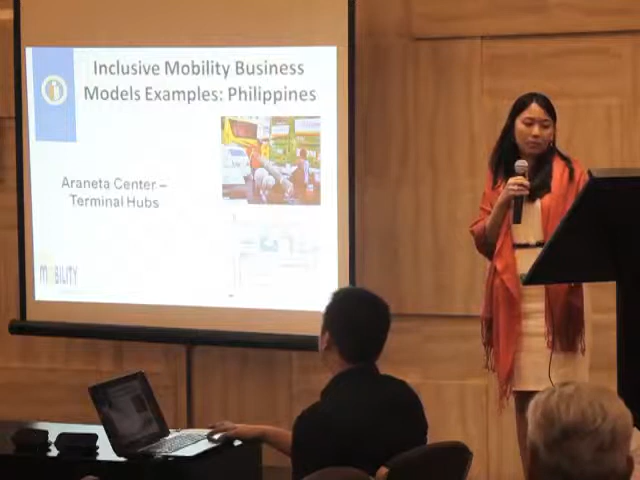 Inclusive Mobility Business
Models Examples: Philippines
Araneta Center –
Terminal Hubs
MOBILITY